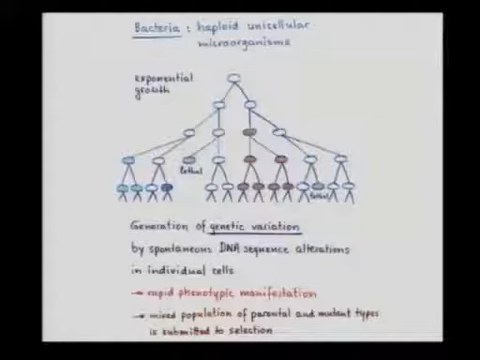 Bacteria : haploid unicellular
microorganisms
exponential
growth
lethal
lethal
Generation of genetic variation
by spontaneous DNA sequence alterations
in individual cells
→ rapid phenotypic manifestation
→ mixed population of parental and mutant types
is submitted to selection